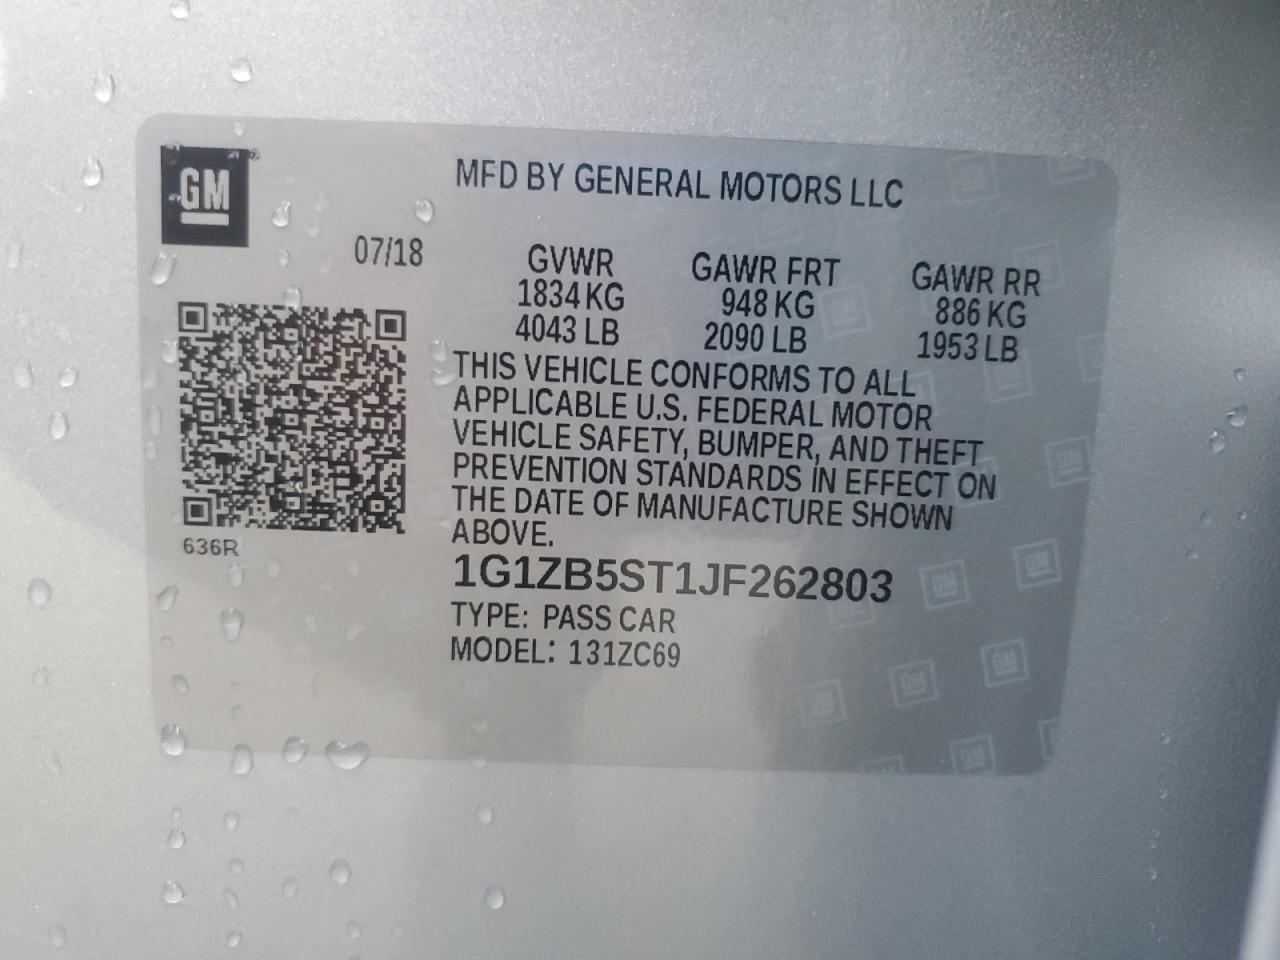 GM
MFD BY GENERAL MOTORS LLC
07/18
GVWR GAWR FRT GAWR RR
1834 KG 948 KG 886 KG
4043 LB 2090 LB 1953 LB
THIS VEHICLE CONFORMS TO ALL
APPLICABLE U.S. FEDERAL MOTOR
VEHICLE SAFETY, BUMPER, AND THEFT
PREVENTION STANDARDS IN EFFECT ON
THE DATE OF MANUFACTURE SHOWN
ABOVE.
636R
1G1ZB5ST1JF262803
TYPE: PASS CAR
MODEL: 131ZC69